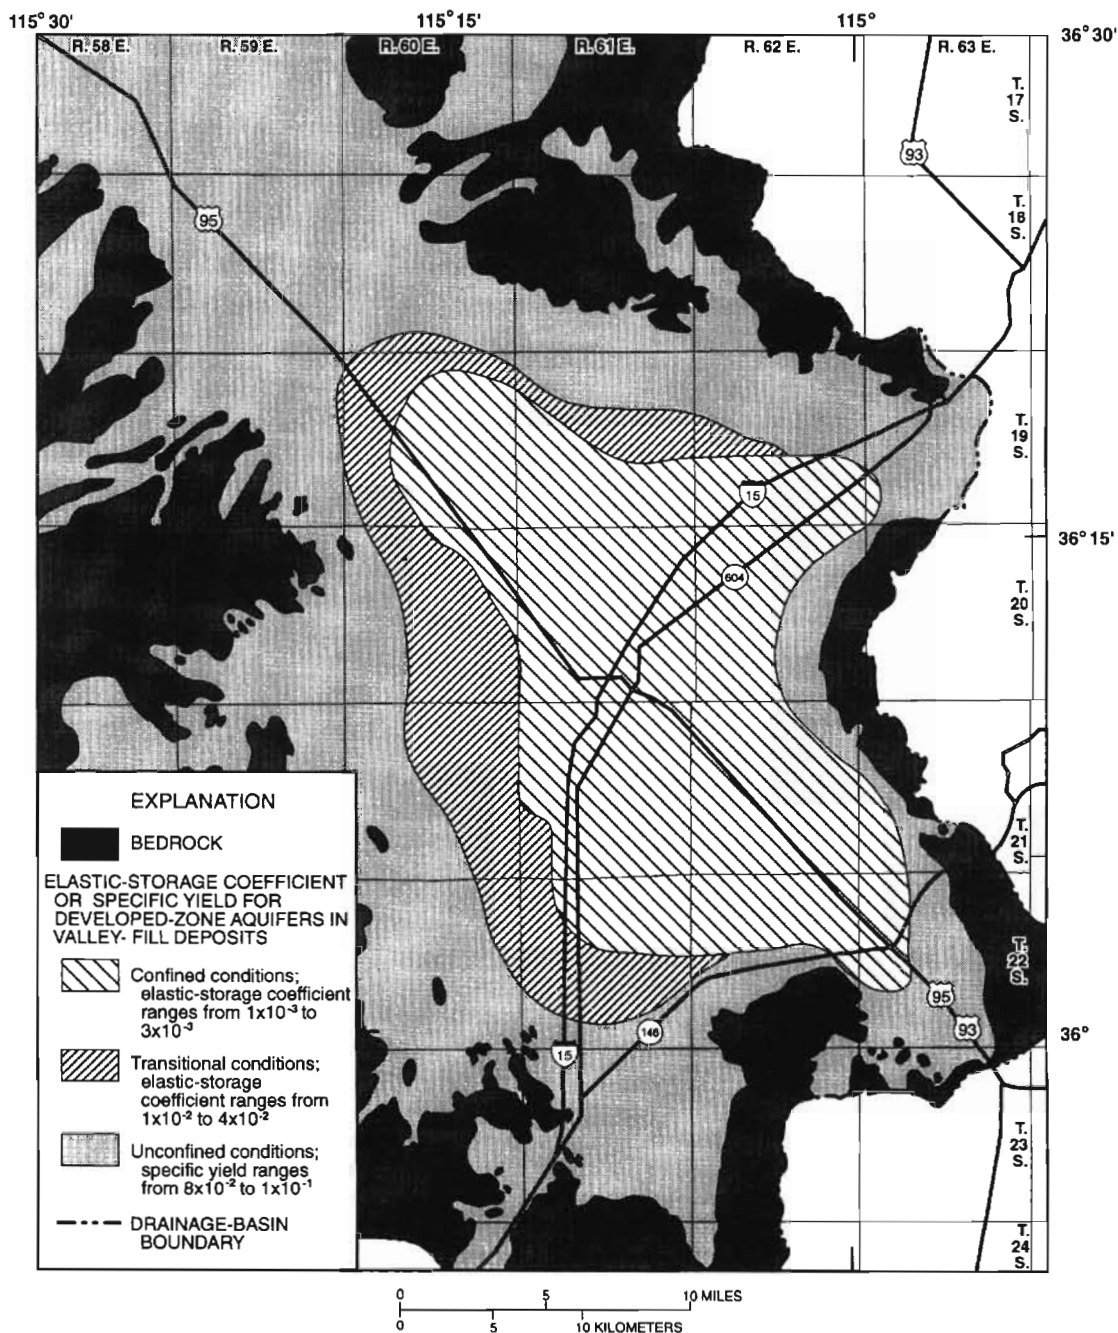 115° 30' 115° 15' 115°
R. 58 E. R. 59 E. R. 60 E. R. 61 E. R. 62 E. R. 63 E.
36° 30'
T.
17
S.
93
T.
18
S.
95
T.
19
S.
15
36° 15'
604
T.
20
S.
T.
21
S.
T.
22
S.
95
93
146
15
36°
T.
23
S.
T.
24
S.
EXPLANATION
BEDROCK
ELASTIC-STORAGE COEFFICIENT
OR SPECIFIC YIELD FOR
DEVELOPED-ZONE AQUIFERS IN
VALLEY- FILL DEPOSITS
Confined conditions;
elastic-storage coefficient
ranges from 1x10⁻³ to
3x10⁻³
Transitional conditions;
elastic-storage
coefficient ranges from
1x10⁻² to 4x10⁻²
Unconfined conditions;
specific yield ranges
from 8x10⁻² to 1x10⁻¹
DRAINAGE-BASIN
BOUNDARY
0 5 10 MILES
0 5 10 KILOMETERS